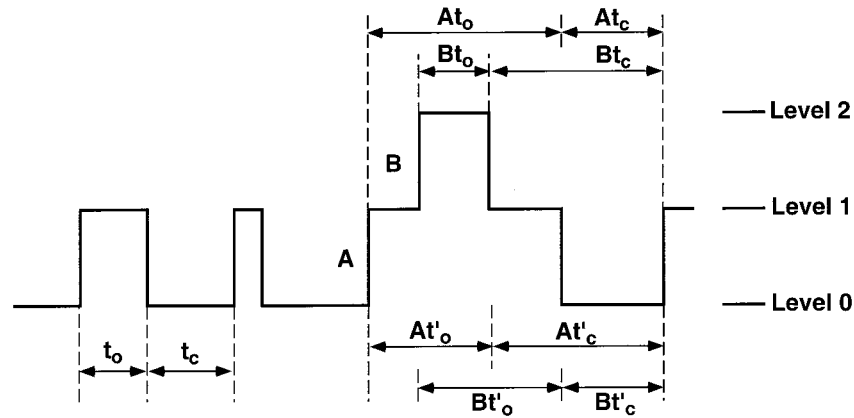 Atₒ At꜀
Btₒ Bt꜀
Level 2
B
Level 1
A
Level 0
At'ₒ At'꜀
tₒ t꜀
Bt'ₒ Bt'꜀